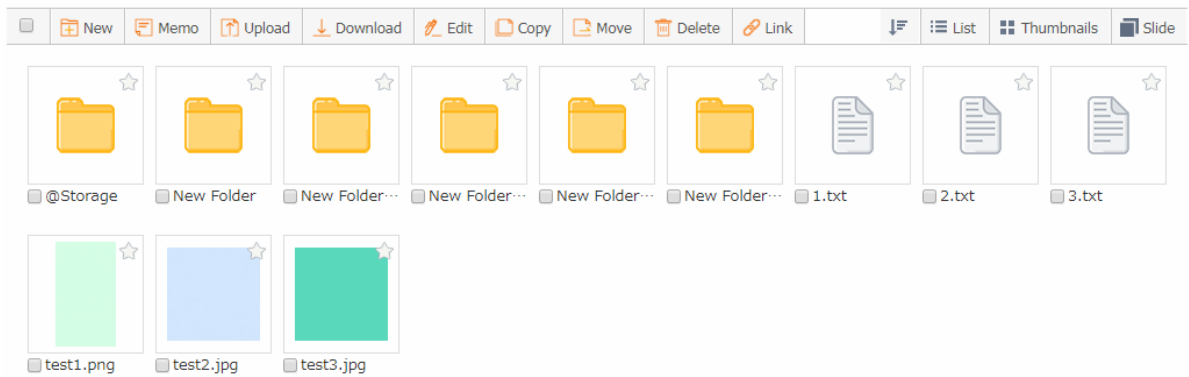 New Memo Upload Download Edit Copy Move Delete Link List Thumbnails Slide
@Storage New Folder New Folder··· New Folder··· New Folder··· New Folder··· 1.txt 2.txt 3.txt
test1.png test2.jpg test3.jpg